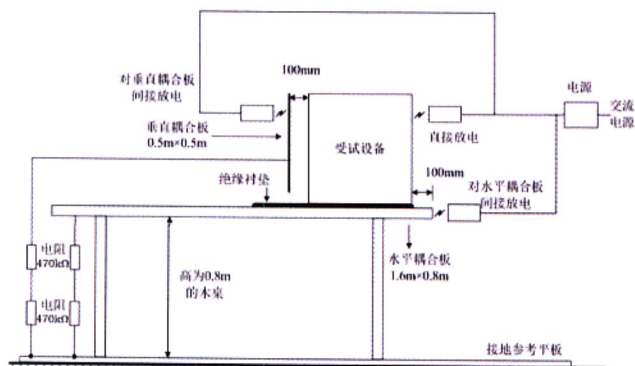 对垂直耦合板
间接放电
100mm
电源
交流
电源
垂直耦合板
0.5m×0.5m
受试设备
直接放电
绝缘衬垫
100mm
对水平耦合板
间接放电
电阻
470kΩ
高为0.8m
的木桌
水平耦合板
1.6m×0.8m
电阻
470kΩ
接地参考平板